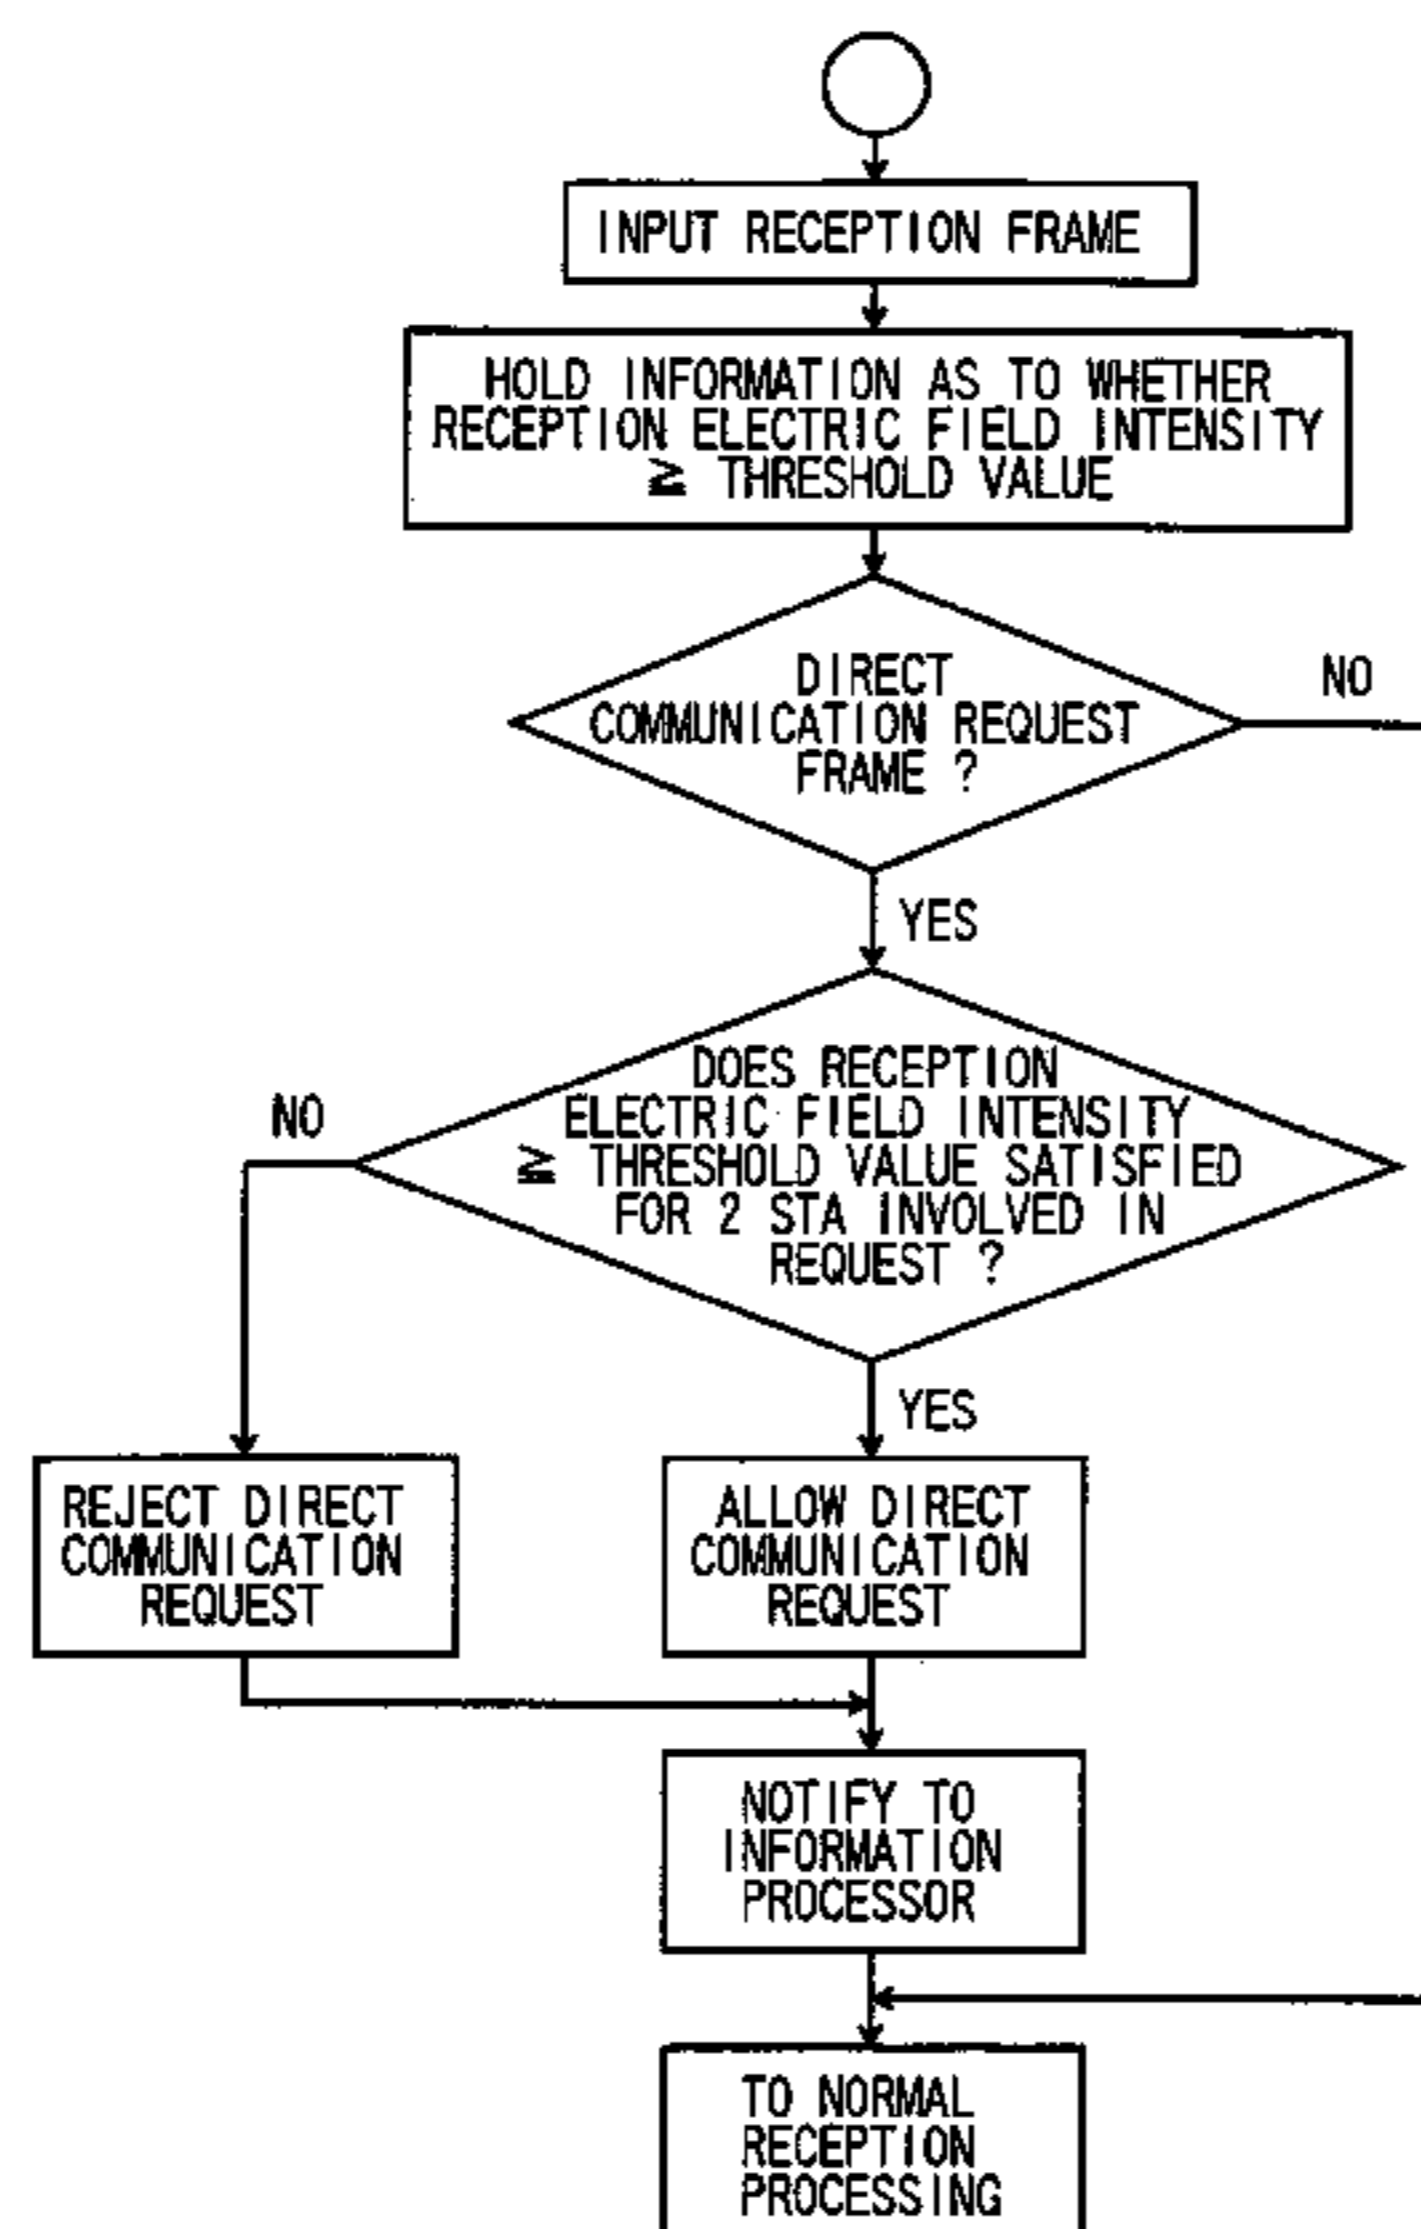 INPUT RECEPTION FRAME
HOLD INFORMATION AS TO WHETHER
RECEPTION ELECTRIC FIELD INTENSITY
≧ THRESHOLD VALUE
DIRECT
COMMUNICATION REQUEST
FRAME ?
NO
YES
DOES RECEPTION
ELECTRIC FIELD INTENSITY
≧ THRESHOLD VALUE SATISFIED
FOR 2 STA INVOLVED IN
REQUEST ?
NO
YES
REJECT DIRECT
COMMUNICATION
REQUEST
ALLOW DIRECT
COMMUNICATION
REQUEST
NOTIFY TO
INFORMATION
PROCESSOR
TO NORMAL
RECEPTION
PROCESSING